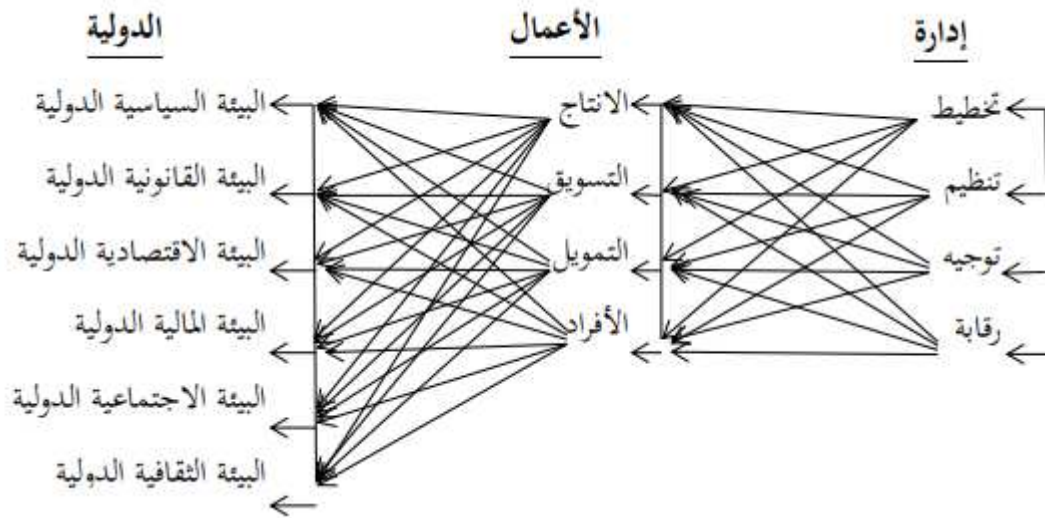 إدارة
الأعمال
الدولية
تخطيط
الانتاج
البيئة السياسية الدولية
تنظيم
التسويق
البيئة القانونية الدولية
توجيه
التمويل
البيئة الاقتصادية الدولية
رقابة
الأفراد
البيئة المالية الدولية
البيئة الاجتماعية الدولية
البيئة الثقافية الدولية